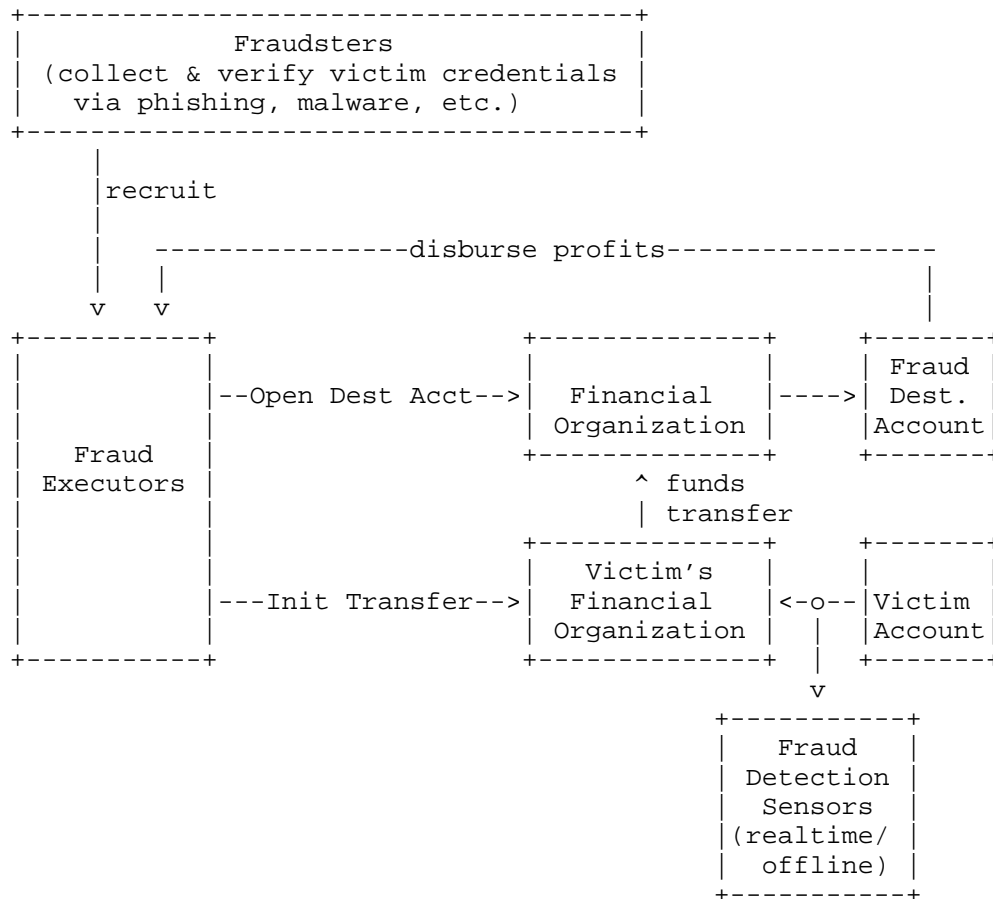 Fraudsters
(collect & verify victim credentials
via phishing, malware, etc.)
recruit
disburse profits
Fraud
Executors
Open Dest Acct
Financial
Organization
Fraud
Dest.
Account
funds
transfer
Init Transfer
Victim's
Financial
Organization
Victim
Account
Fraud
Detection
Sensors
(realtime/
offline)